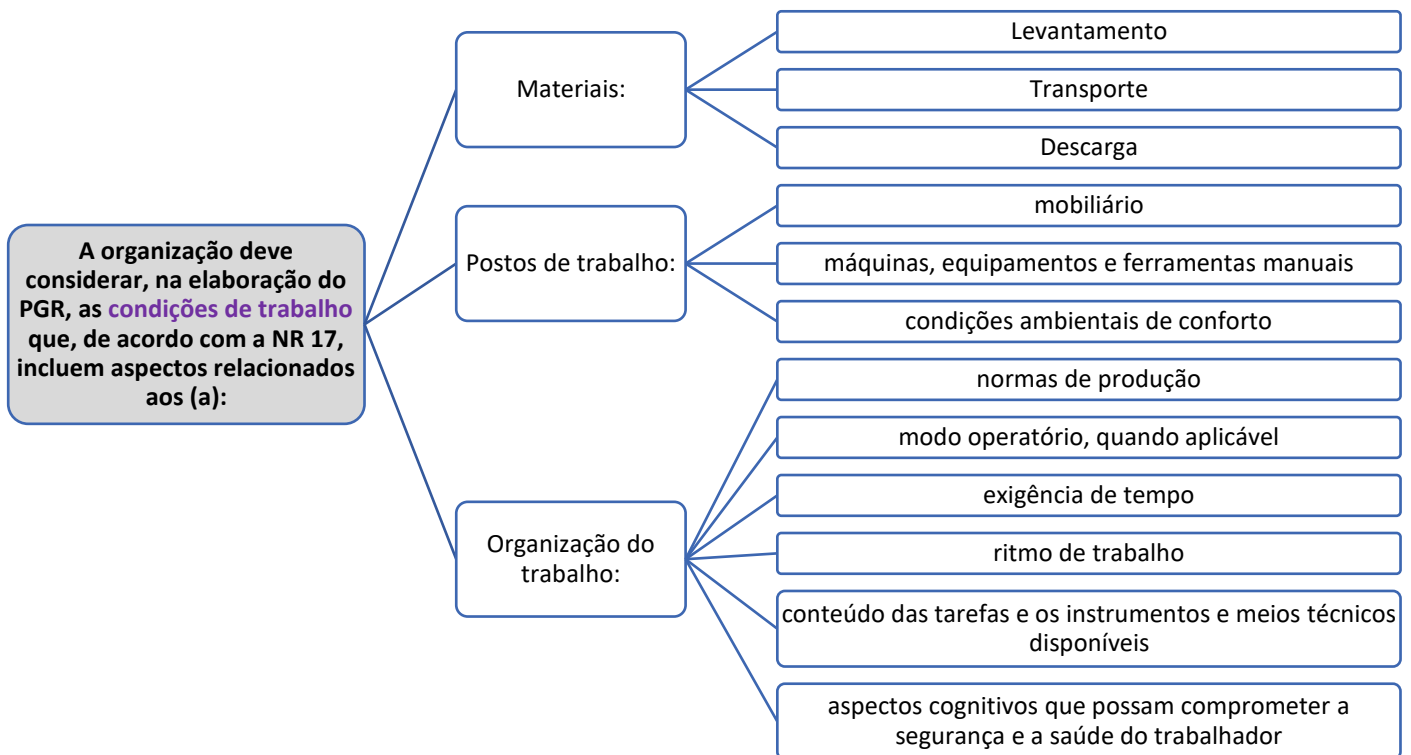 A organização deve
considerar, na elaboração do
PGR, as condições de trabalho
que, de acordo com a NR 17,
incluem aspectos relacionados
aos (a):
Materiais:
Levantamento
Transporte
Descarga
Postos de trabalho:
mobiliário
máquinas, equipamentos e ferramentas manuais
condições ambientais de conforto
Organização do
trabalho:
normas de produção
modo operatório, quando aplicável
exigência de tempo
ritmo de trabalho
conteúdo das tarefas e os instrumentos e meios técnicos
disponíveis
aspectos cognitivos que possam comprometer a
segurança e a saúde do trabalhador